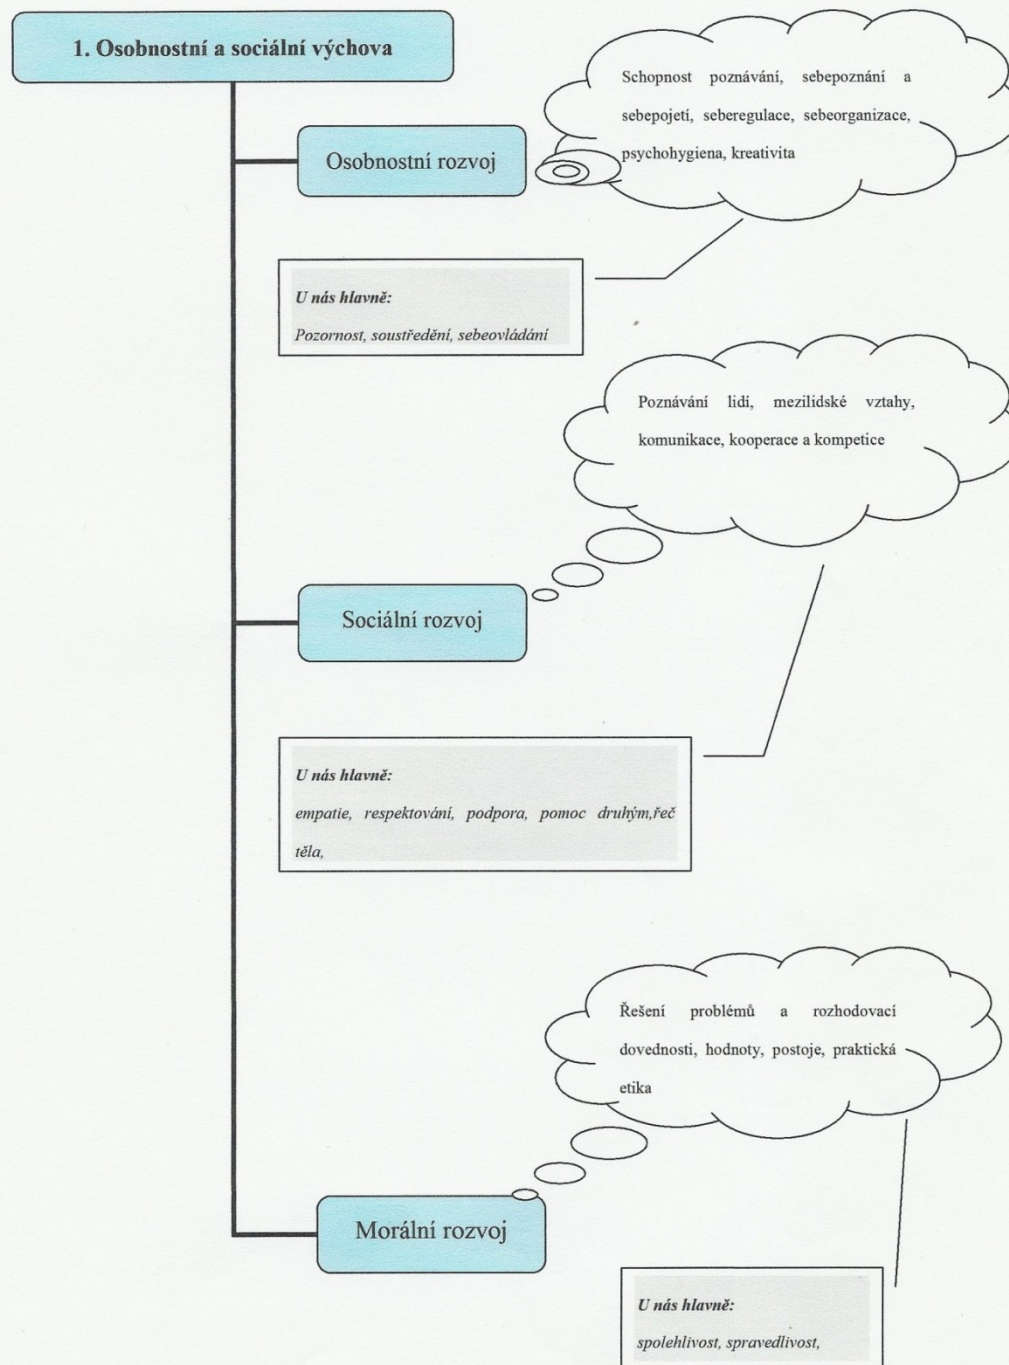 1. Osobnostní a sociální výchova
Schopnost poznávání, sebepoznání a
sebepojetí, seberegulace, sebeorganizace,
psychohygiena, kreativita
Osobnostní rozvoj
U nás hlavně:
Pozornost, soustředění, sebeovládání
Poznávání lidí, mezilidské vztahy,
komunikace, kooperace a kompetice
Sociální rozvoj
U nás hlavně:
empatie, respektování, podpora, pomoc druhým,řeč
těla,
Řešení problémů a rozhodovací
dovednosti, hodnoty, postoje, praktická
etika
Morální rozvoj
U nás hlavně:
spolehlivost, spravedlivost,